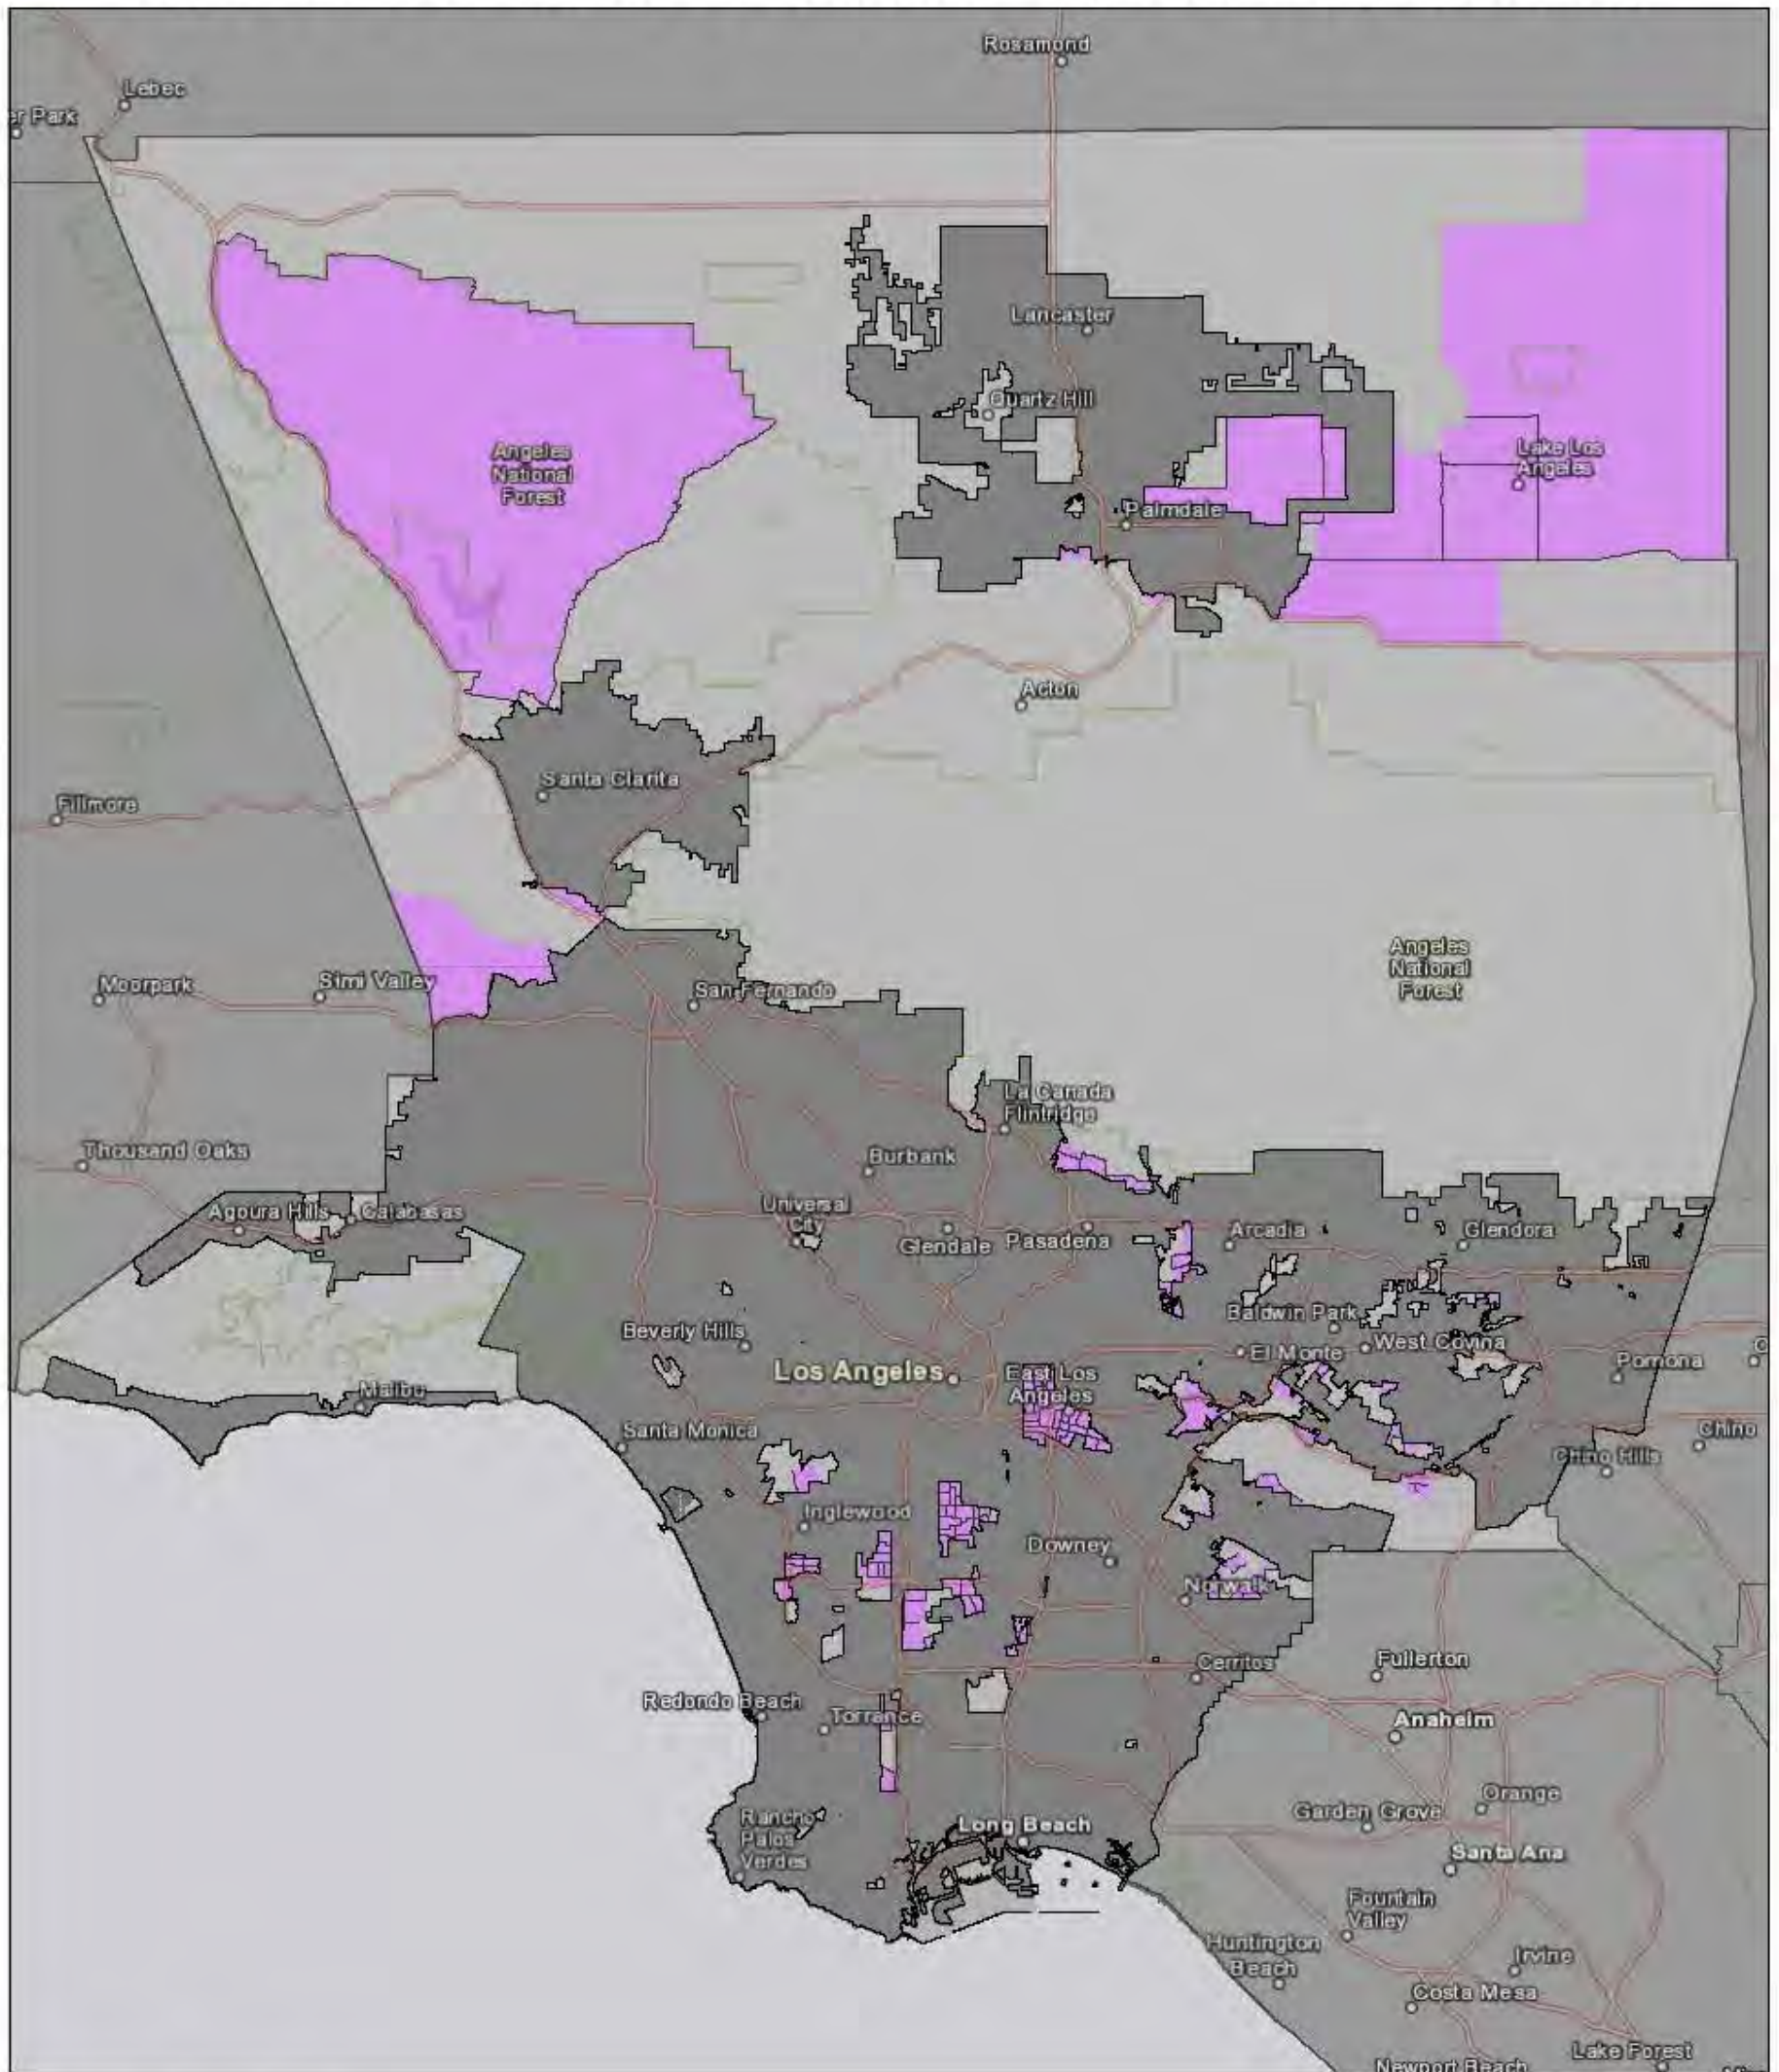 Rosamond
Lebec
er Park
Lancaster
Quartz Hill
Angeles
National
Forest
Lake Los
Angeles
Palmdale
Acton
Santa Clarita
Fillmore
Angeles
National
Forest
Moorpark
Simi Valley
San Fernando
La Canada
Flintridge
Thousand Oaks
Burbank
Agoura Hills
Calabasas
Universal
City
Glendale
Pasadena
Arcadia
Glendora
Baldwin Park
Beverly Hills
El Monte
West Covina
Los Angeles
East Los
Angeles
Pomona
Malibu
Santa Monica
Chino
Chino Hills
Inglewood
Downey
Norwalk
Cerritos
Fullerton
Redondo Beach
Torrance
Anaheim
Rancho
Palos
Verdes
Long Beach
Garden Grove
Orange
Santa Ana
Fountain
Valley
Huntington
Beach
Irvine
Costa Mesa
Lake Forest
Newport Beach